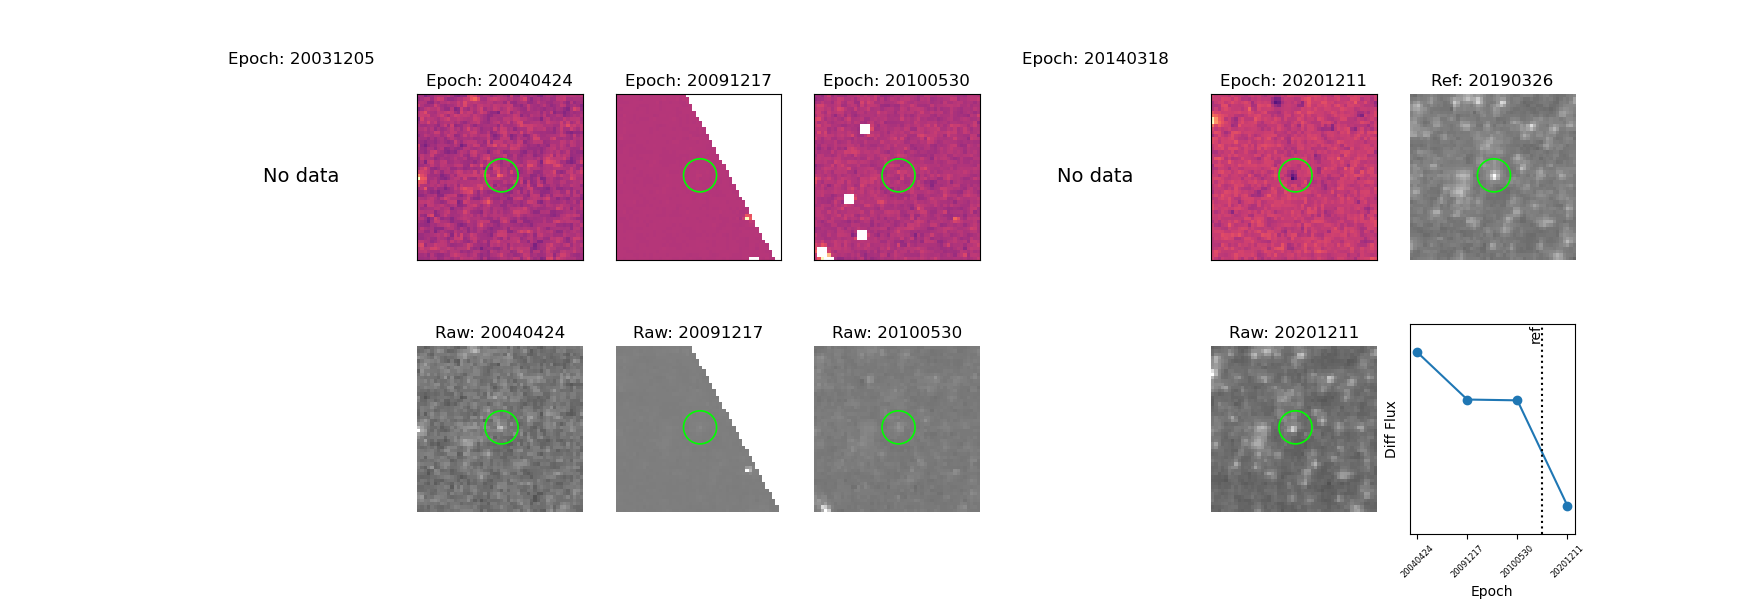 Epoch: 20031205
Epoch: 20140318
Epoch: 20040424
Epoch: 20091217
Epoch: 20100530
Epoch: 20201211
Ref: 20190326
No data
No data
Raw: 20040424
Raw: 20091217
Raw: 20100530
Raw: 20201211
ref
Diff Flux
20040424
20091217
20100530
20201211
Epoch